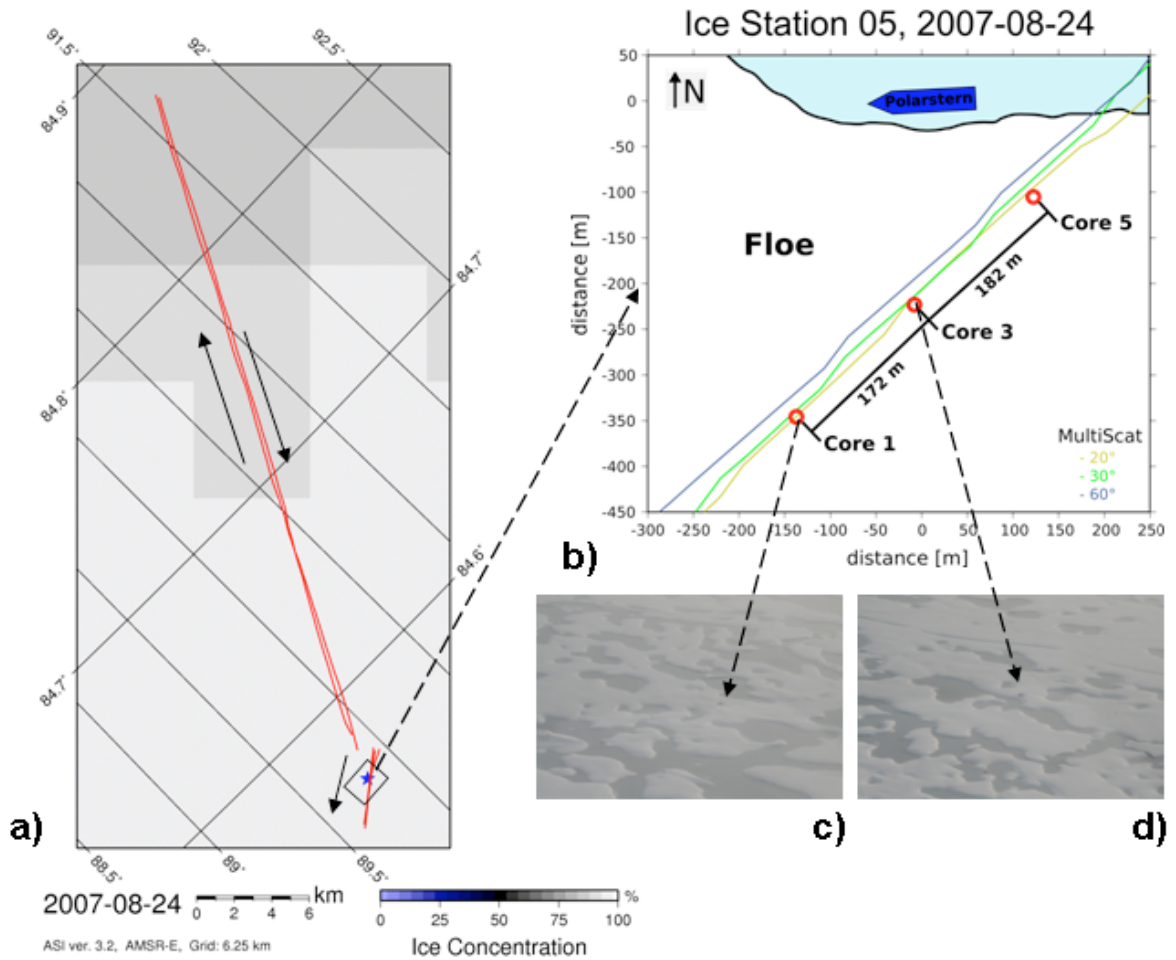 Ice Station 05, 2007-08-24
91.5°
92°
92.5°
84.9°
84.8°
84.7°
84.7°
84.6°
88.5°
89°
89.5°
a)
2007-08-24
0 2 4 6
km
ASI ver. 3.2, AMSR-E, Grid: 6.25 km
0 25 50 75 100
%
Ice Concentration
50
0
-50
-100
-150
-200
-250
-300
-350
-400
-450
distance [m]
N
Polarstern
Floe
Core 5
182 m
Core 3
172 m
Core 1
MultiScat
- 20°
- 30°
- 60°
-300 -250 -200 -150 -100 -50 0 50 100 150 200 250
distance [m]
b)
c)
d)